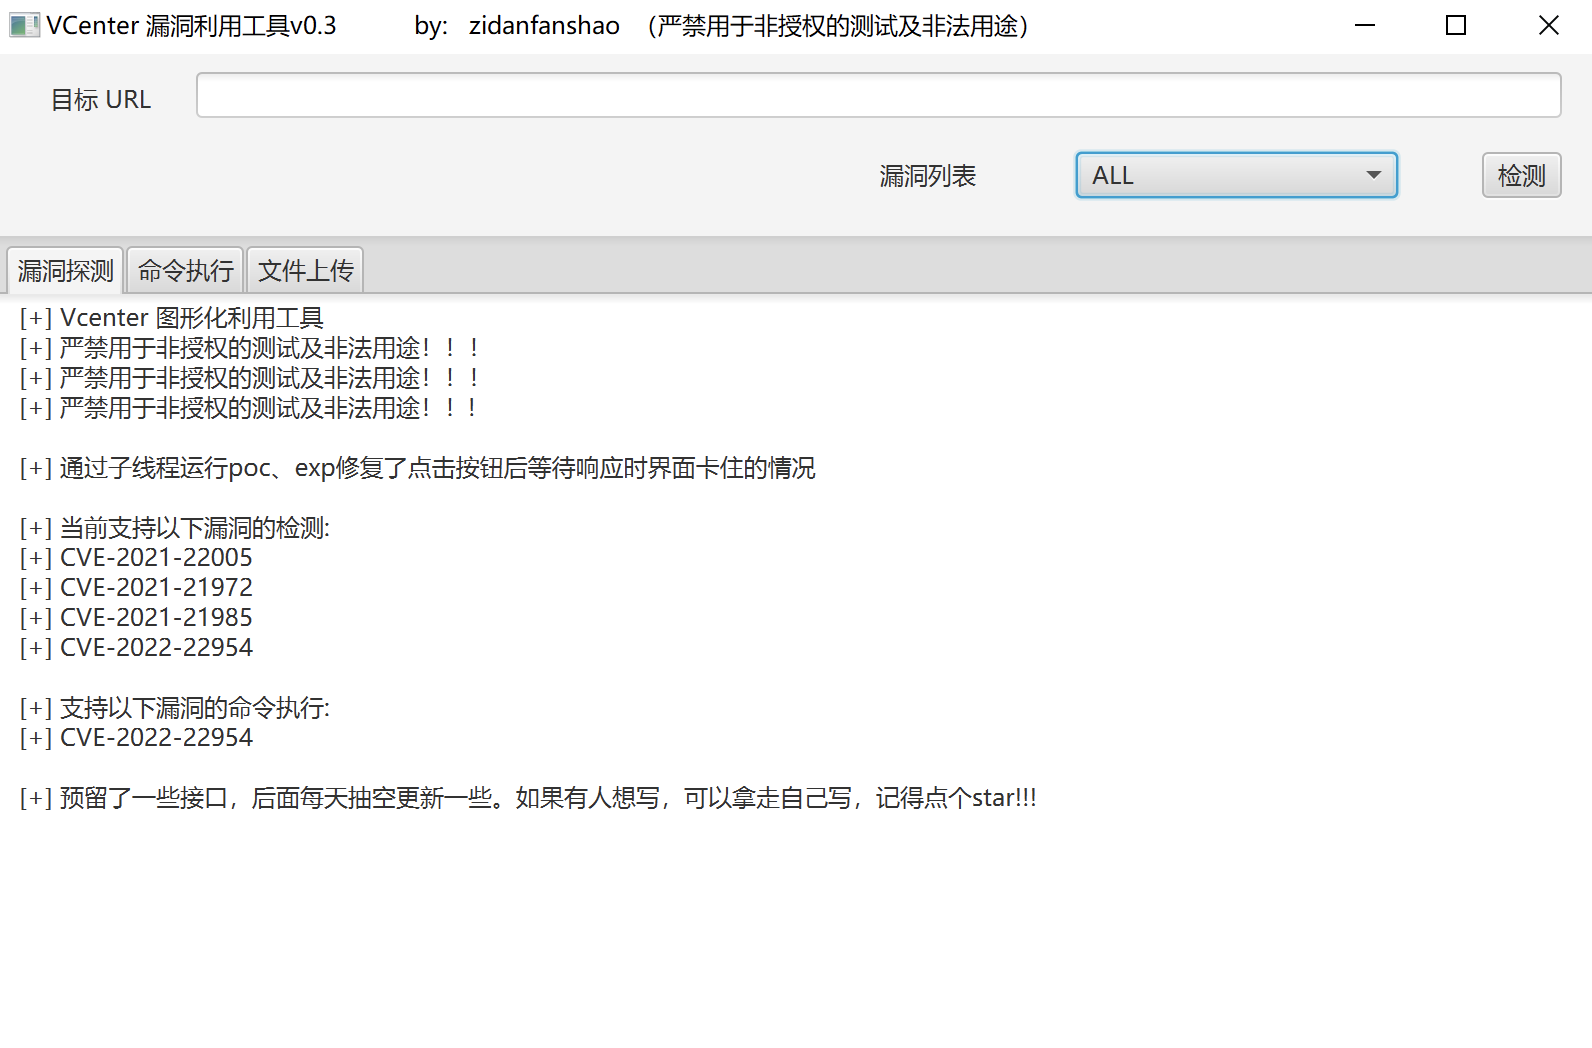 VCenter 漏洞利用工具v0.3 by: zidanfanshao （严禁用于非授权的测试及非法用途）
目标 URL
漏洞列表 ALL 检测
漏洞探测 命令执行 文件上传
[+] Vcenter 图形化利用工具
[+] 严禁用于非授权的测试及非法用途！！！
[+] 严禁用于非授权的测试及非法用途！！！
[+] 严禁用于非授权的测试及非法用途！！！
[+] 通过子线程运行poc、exp修复了点击按钮后等待响应时界面卡住的情况
[+] 当前支持以下漏洞的检测:
[+] CVE-2021-22005
[+] CVE-2021-21972
[+] CVE-2021-21985
[+] CVE-2022-22954
[+] 支持以下漏洞的命令执行:
[+] CVE-2022-22954
[+] 预留了一些接口，后面每天抽空更新一些。如果有人想写，可以拿走自己写，记得点个star!!!